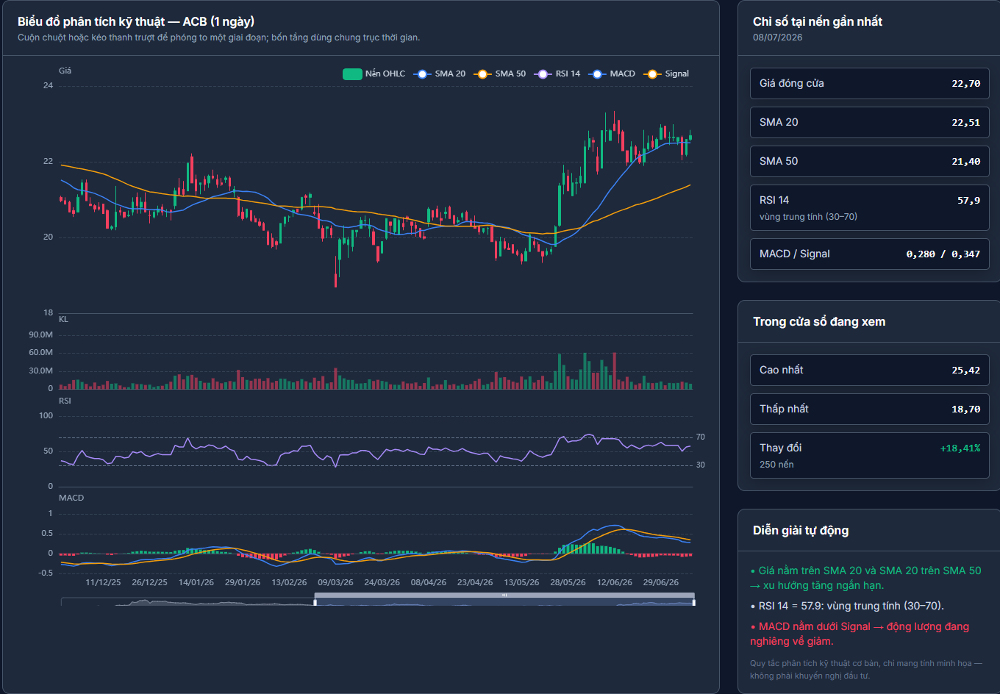 Biểu đồ phân tích kỹ thuật — ACB (1 ngày)
Cuộn chuột hoặc kéo thanh trượt để phóng to một giai đoạn; bốn tầng dùng chung trục thời gian.
Giá
Nến OHLC SMA 20 SMA 50 RSI 14 MACD Signal
24
22
20
18
KL
90.0M
60.0M
30.0M
0
RSI
100
70
50
30
0
MACD
1
0.5
0
-0.5
11/12/25 26/12/25 14/01/26 29/01/26 13/02/26 09/03/26 24/03/26 08/04/26 23/04/26 13/05/26 28/05/26 12/06/26 29/06/26
Chỉ số tại nến gần nhất
08/07/2026
Giá đóng cửa 22,70
SMA 20 22,51
SMA 50 21,40
RSI 14 57,9
vùng trung tính (30–70)
MACD / Signal 0,280 / 0,347
Trong cửa sổ đang xem
Cao nhất 25,42
Thấp nhất 18,70
Thay đổi +18,41%
250 nến
Diễn giải tự động
• Giá nằm trên SMA 20 và SMA 20 trên SMA 50
→ xu hướng tăng ngắn hạn.
• RSI 14 = 57.9: vùng trung tính (30–70).
• MACD nằm dưới Signal → động lượng đang
nghiêng về giảm.
Quy tắc phân tích kỹ thuật cơ bản, chỉ mang tính minh họa —
không phải khuyến nghị đầu tư.